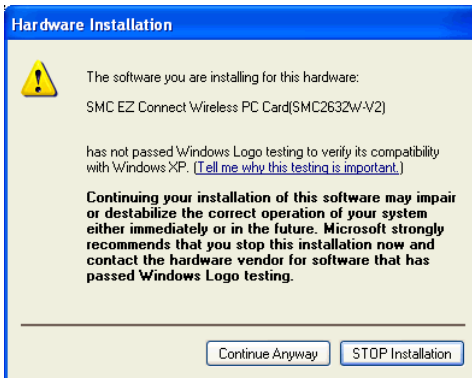 Hardware Installation
The software you are installing for this hardware:
SMC EZ Connect Wireless PC Card(SMC2632W-V2)
has not passed Windows Logo testing to verify its compatibility
with Windows XP. (Tell me why this testing is important.)
Continuing your installation of this software may impair
or destabilize the correct operation of your system
either immediately or in the future. Microsoft strongly
recommends that you stop this installation now and
contact the hardware vendor for software that has
passed Windows Logo testing.
Continue Anyway
STOP Installation